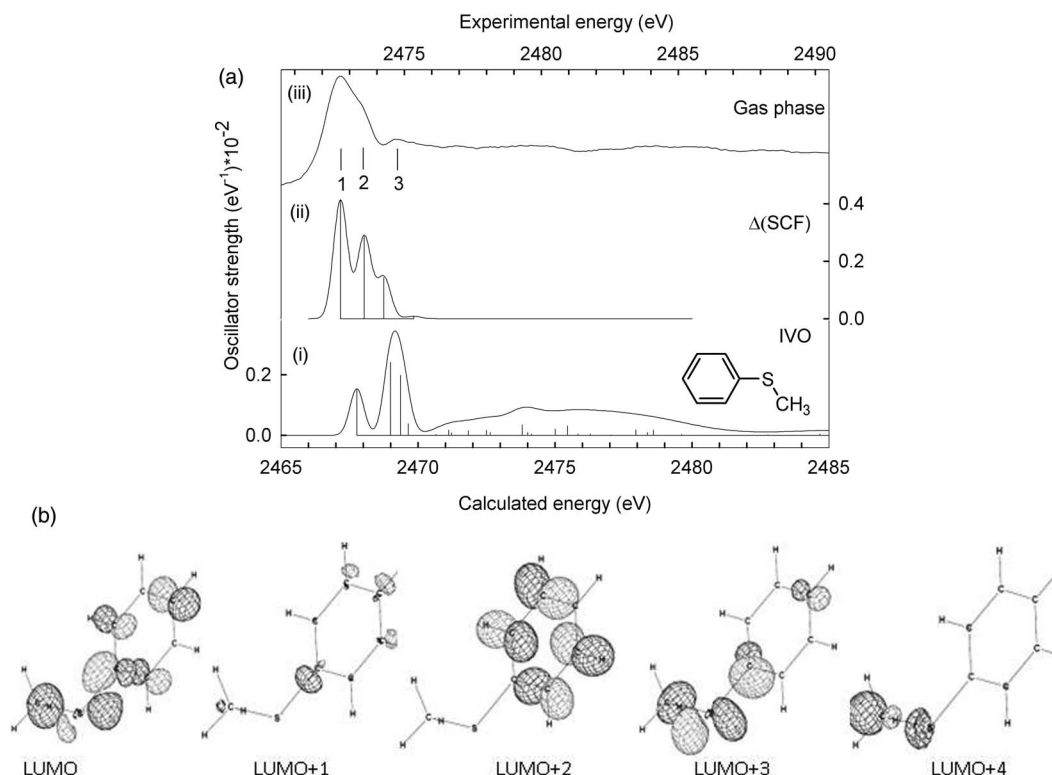 Experimental energy (eV)
2475 2480 2485 2490
(a)
(iii)
Gas phase
1 2 3
Oscillator strength (eV⁻¹)*10⁻²
(ii)
Δ(SCF)
0.4
0.2
0.0
IVO
(i)
0.2
0.0
S
CH₃
2465 2470 2475 2480 2485
Calculated energy (eV)
(b)
LUMO LUMO+1 LUMO+2 LUMO+3 LUMO+4